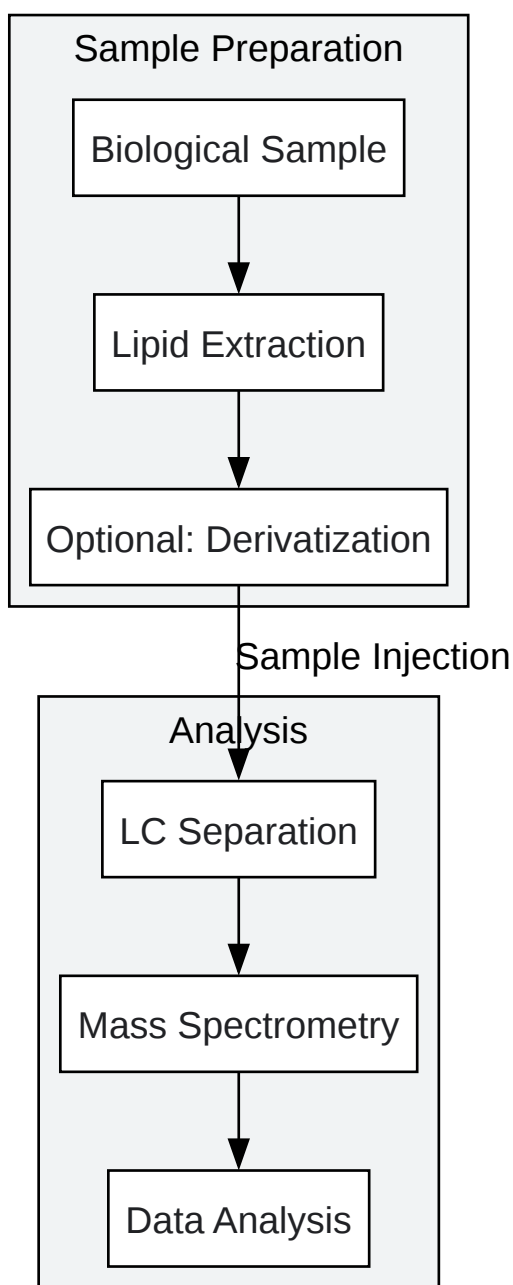 Sample Preparation
Biological Sample
Lipid Extraction
Optional: Derivatization
Sample Injection
Analysis
LC Separation
Mass Spectrometry
Data Analysis